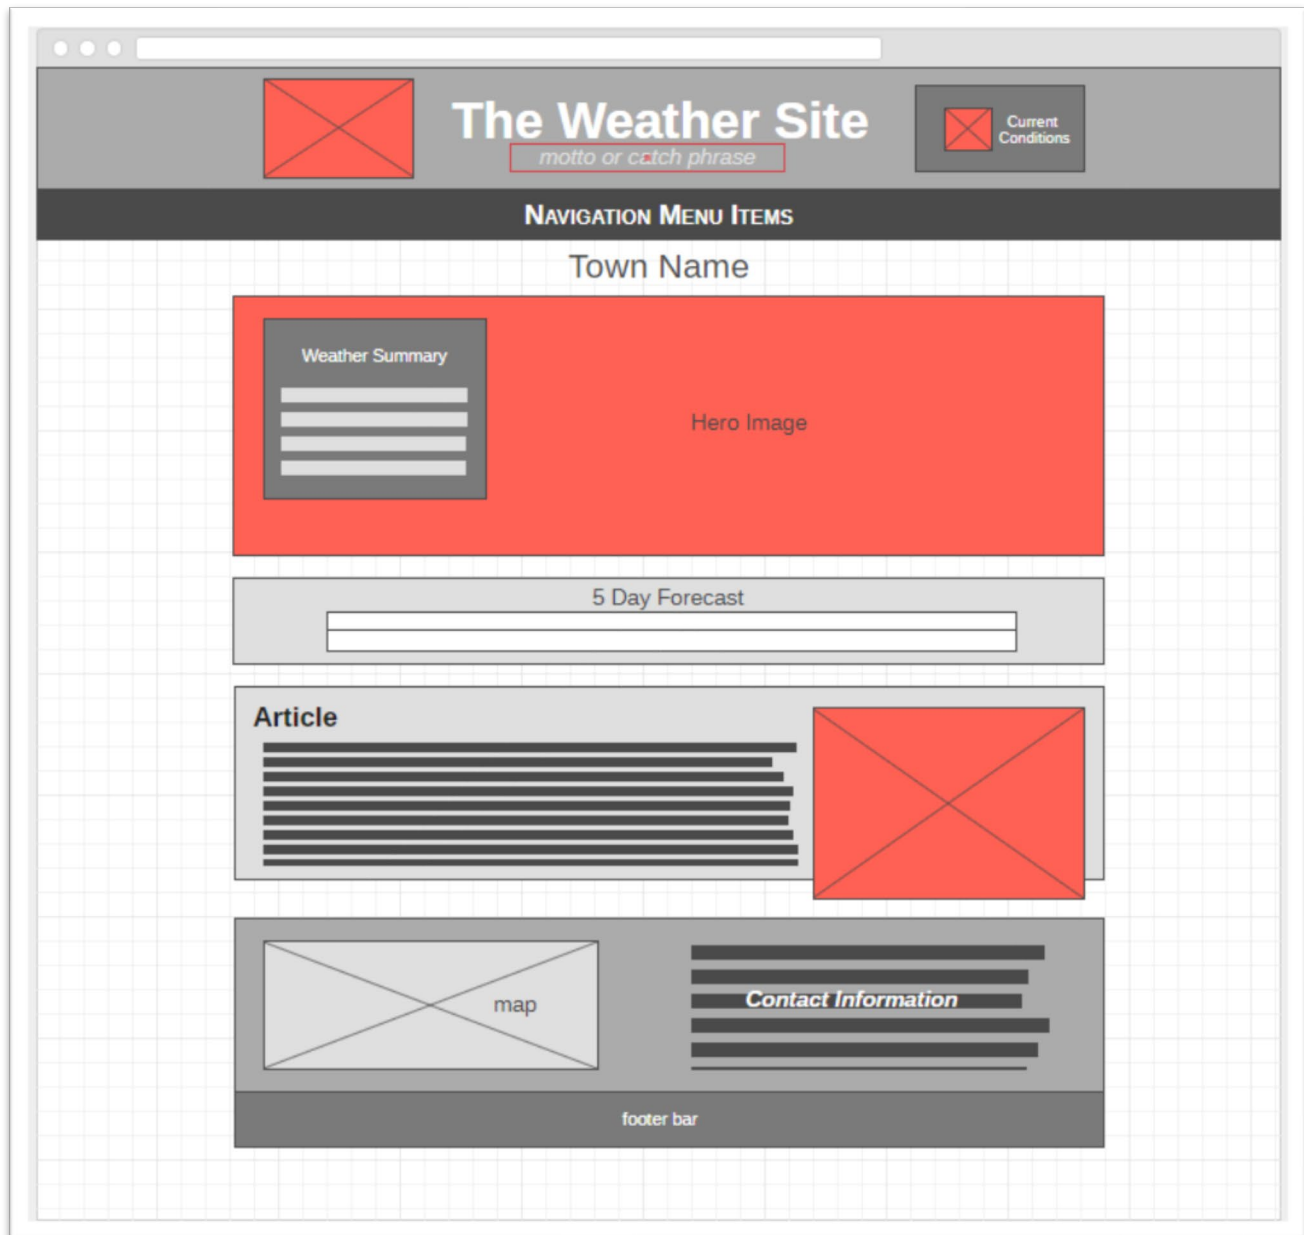 The Weather Site
motto or catch phrase
Current
Conditions
NAVIGATION MENU ITEMS
Town Name
Weather Summary
Hero Image
5 Day Forecast
Article
map
Contact Information
footer bar